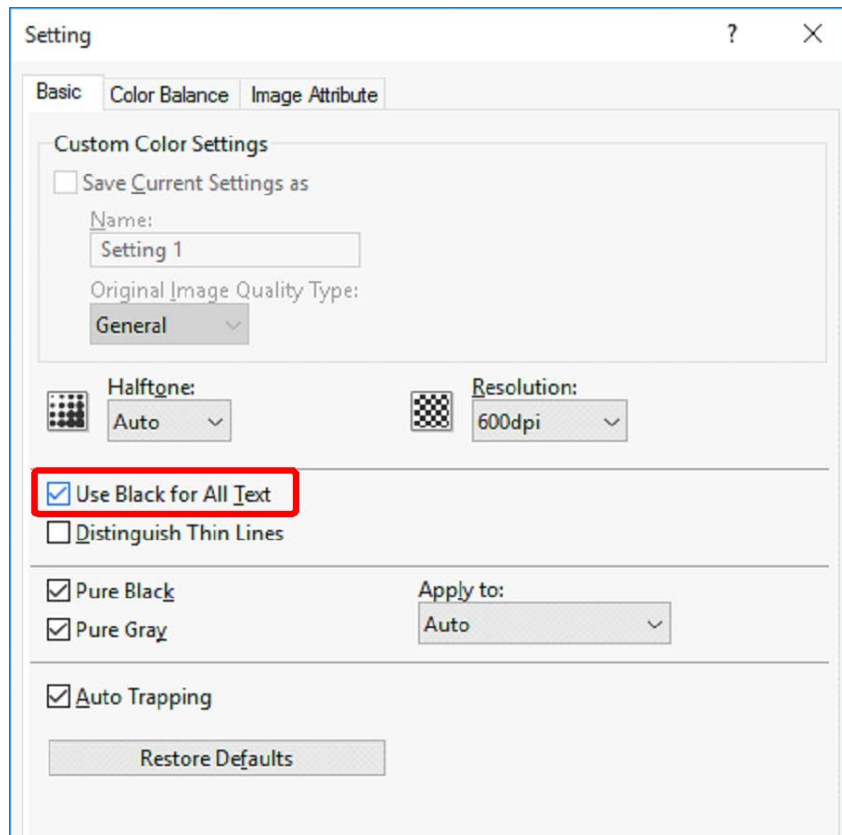 Setting ?
Basic Color Balance Image Attribute
Custom Color Settings
Save Current Settings as
Name:
Setting 1
Original Image Quality Type:
General
Halftone: Resolution:
Auto 600dpi
Use Black for All Text
Distinguish Thin Lines
Pure Black Apply to:
Pure Gray Auto
Auto Trapping
Restore Defaults